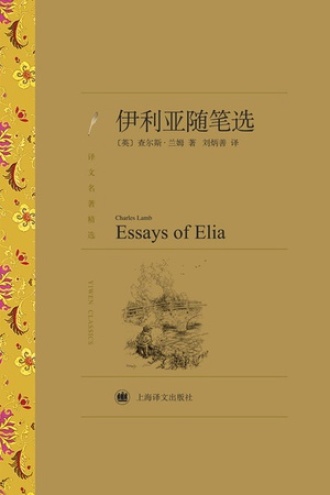 伊利亚随笔选
[英] 查尔斯·兰姆 著 刘炳善 译
译文名著精选
YIWEN CLASSICS
Charles Lamb
Essays of Elia
上海译文出版社